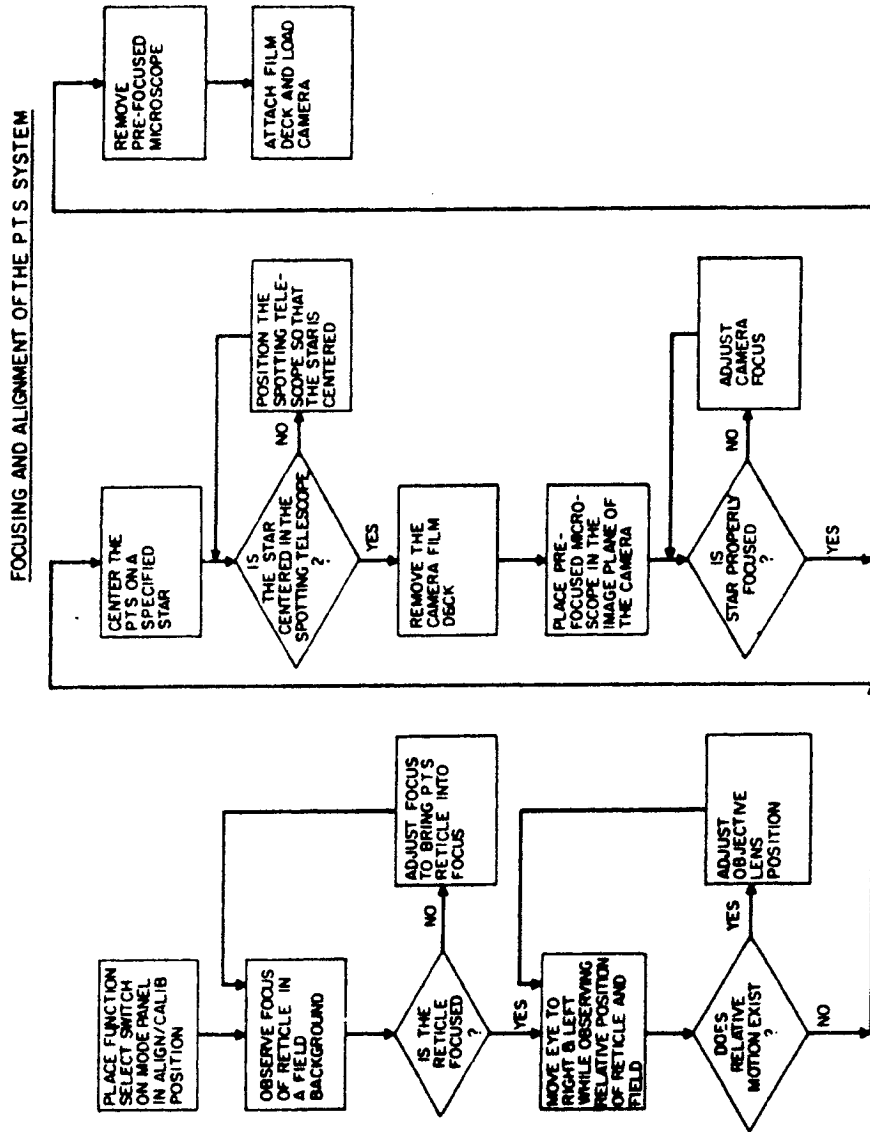 FOCUSING AND ALIGNMENT OF THE P T S SYSTEM
PLACE FUNCTION
SELECT SWITCH
ON MODE PANEL
IN ALIGN/CALIB
POSITION
OBSERVE FOCUS
OF RETICLE IN
A FIELD
BACKGROUND
IS THE
RETICLE
FOCUSED
?
NO
ADJUST FOCUS
TO BRING PTS
RETICLE INTO
FOCUS
YES
MOVE EYE TO
RIGHT & LEFT
WHILE OBSERVING
RELATIVE POSITION
OF RETICLE AND
FIELD
DOES
RELATIVE
MOTION EXIST
?
YES
ADJUST
OBJECTIVE
LENS
POSITION
NO
CENTER THE
PTS ON A
SPECIFIED
STAR
IS
THE STAR
CENTERED IN THE
SPOTTING TELESCOPE
?
NO
POSITION THE
SPOTTING TELE-
SCOPE SO THAT
THE STAR IS
CENTERED
YES
REMOVE THE
CAMERA FILM
DECK
PLACE PRE-
FOCUSED MICRO-
SCOPE IN THE
IMAGE PLANE OF
THE CAMERA
IS
STAR PROPERLY
FOCUSED
?
NO
ADJUST
CAMERA
FOCUS
YES
REMOVE
PRE-FOCUSED
MICROSCOPE
ATTACH FILM
DECK AND LOAD
CAMERA